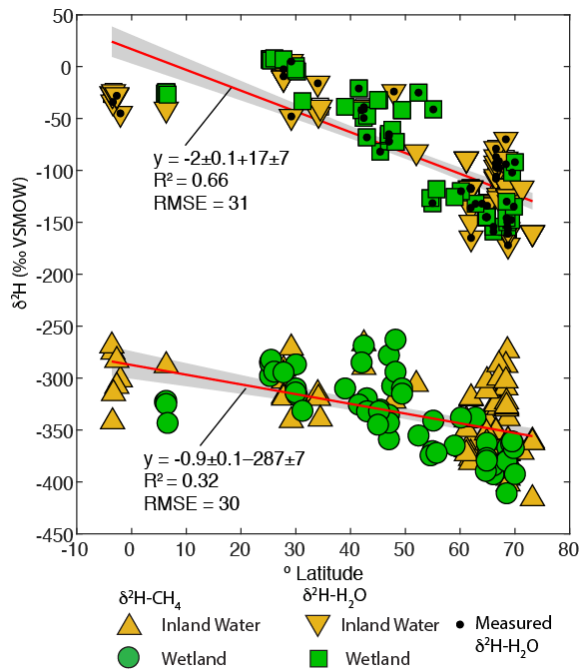 50
0
-50
-100
-150
-200
-250
-300
-350
-400
-450
δ²H (‰ VSMOW)
y = -2±0.1+17±7
R² = 0.66
RMSE = 31
y = -0.9±0.1–287±7
R² = 0.32
RMSE = 30
-10 0 10 20 30 40 50 60 70 80
º Latitude
δ²H-CH₄ δ²H-H₂O
Inland Water Inland Water Measured
δ²H-H₂O
Wetland Wetland